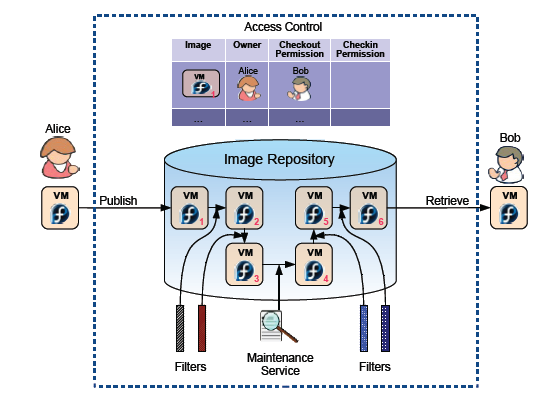 Access Control
Image Owner Checkout Permission Checkin Permission
VM 1 Alice Bob
... ... ...
Alice
Bob
Image Repository
VM
Publish
VM 1
VM 2
VM 5
VM 6
Retrieve
VM
VM 3
VM 4
Filters
Maintenance
Service
Filters